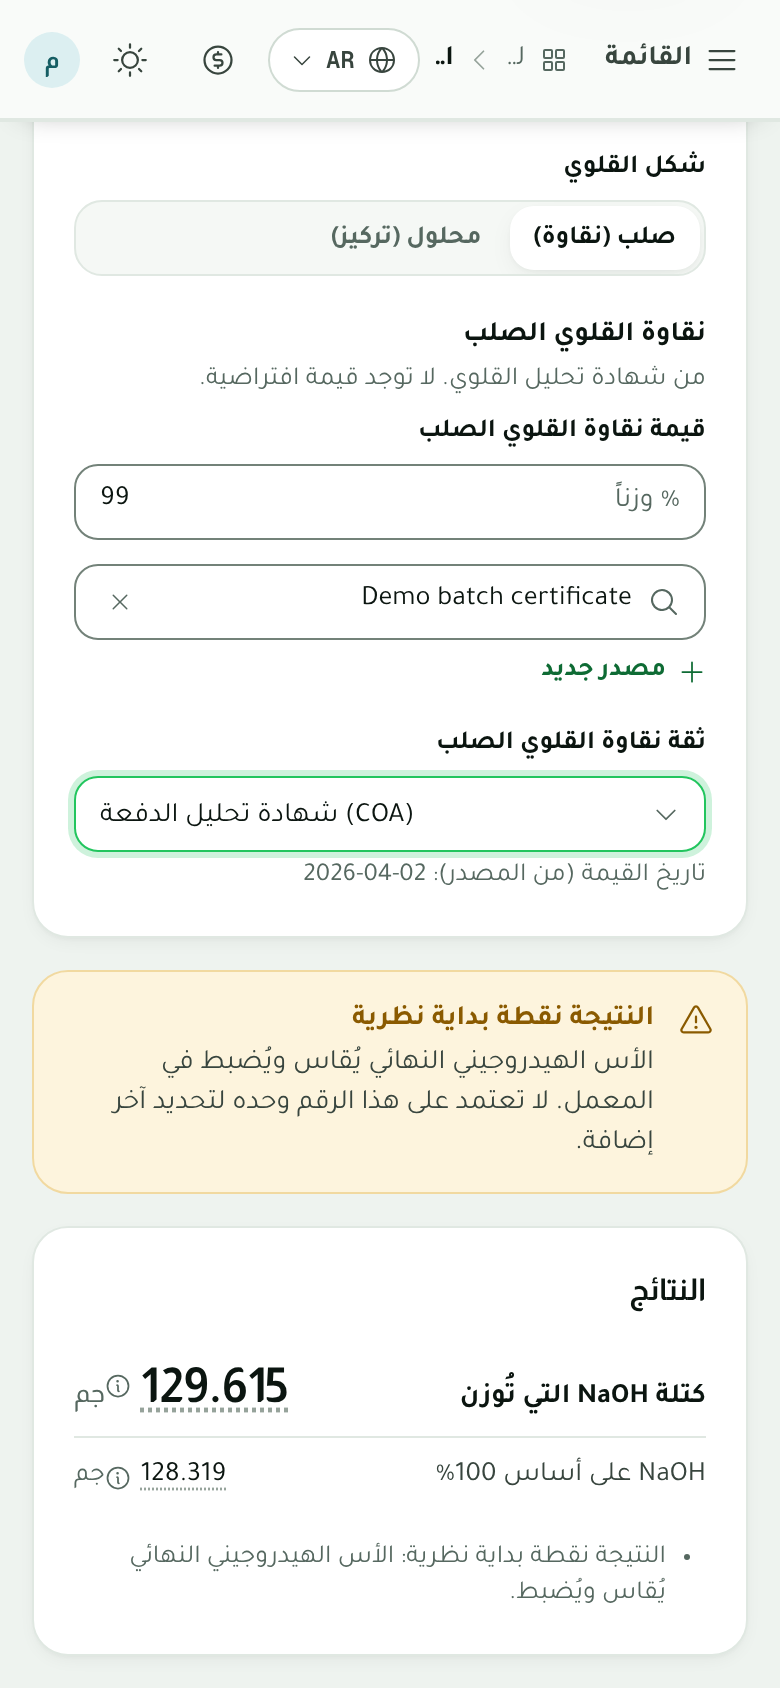 القائمة
لـ..
ا..
AR
م
شكل القلوي
صلب (نقاوة)
محلول (تركيز)
نقاوة القلوي الصلب
من شهادة تحليل القلوي. لا توجد قيمة افتراضية.
قيمة نقاوة القلوي الصلب
% وزناً
99
Demo batch certificate
مصدر جديد
ثقة نقاوة القلوي الصلب
شهادة تحليل الدفعة (COA)
تاريخ القيمة (من المصدر): 2026-04-02
النتيجة نقطة بداية نظرية
الأس الهيدروجيني النهائي يُقاس ويُضبط في
المعمل. لا تعتمد على هذا الرقم وحده لتحديد آخر
إضافة.
النتائج
كتلة NaOH التي تُوزن
129.615 جم
NaOH على أساس 100%
128.319 جم
• النتيجة نقطة بداية نظرية: الأس الهيدروجيني النهائي
يُقاس ويُضبط.